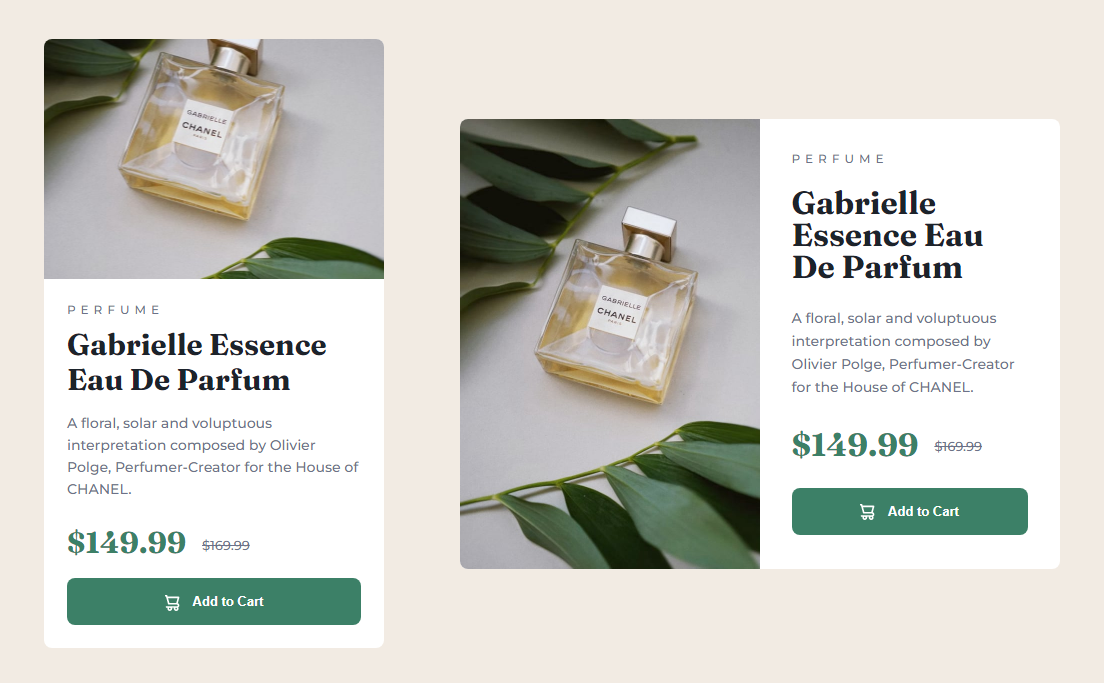 GABRIELLE
CHANEL
PARIS
PERFUME
Gabrielle Essence
Eau De Parfum
A floral, solar and voluptuous
interpretation composed by Olivier
Polge, Perfumer-Creator for the House of
CHANEL.
$149.99 $169.99
Add to Cart
GABRIELLE
CHANEL
PARIS
PERFUME
Gabrielle
Essence Eau
De Parfum
A floral, solar and voluptuous
interpretation composed by
Olivier Polge, Perfumer-Creator
for the House of CHANEL.
$149.99 $169.99
Add to Cart